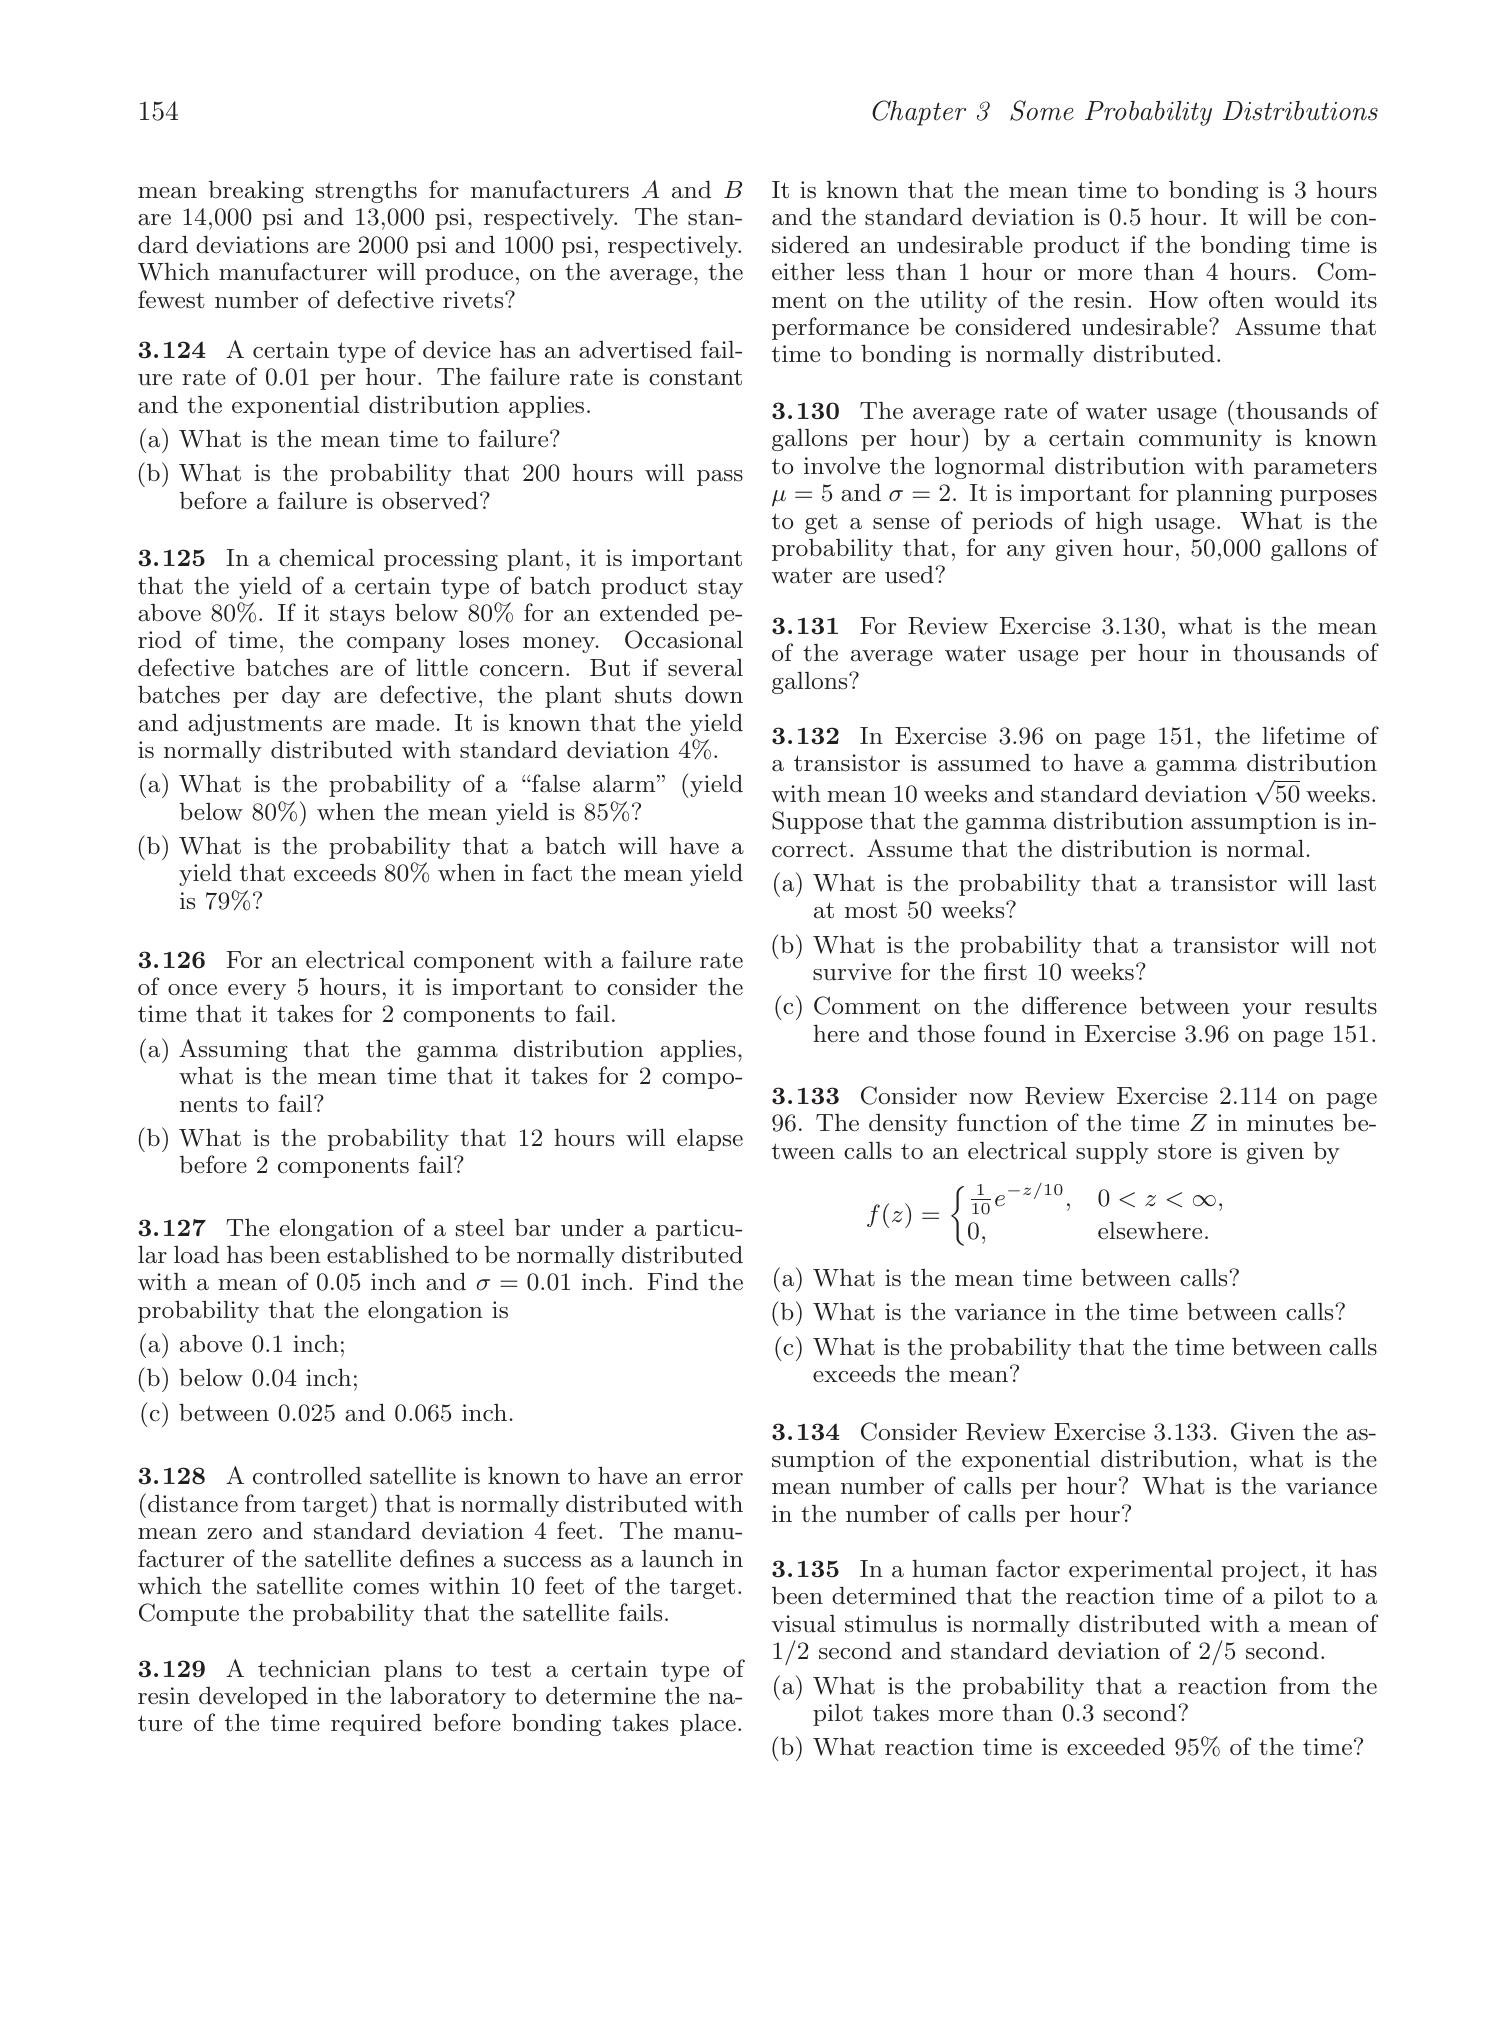 154
Chapter 3 Some Probability Distributions
mean breaking strengths for manufacturers A and B
are 14,000 psi and 13,000 psi, respectively. The stan-
dard deviations are 2000 psi and 1000 psi, respectively.
Which manufacturer will produce, on the average, the
fewest number of defective rivets?
3.124 A certain type of device has an advertised fail-
ure rate of 0.01 per hour. The failure rate is constant
and the exponential distribution applies.
(a) What is the mean time to failure?
(b) What is the probability that 200 hours will pass
before a failure is observed?
3.125 In a chemical processing plant, it is important
that the yield of a certain type of batch product stay
above 80%. If it stays below 80% for an extended pe-
riod of time, the company loses money. Occasional
defective batches are of little concern. But if several
batches per day are defective, the plant shuts down
and adjustments are made. It is known that the yield
is normally distributed with standard deviation 4%.
(a) What is the probability of a “false alarm” (yield
below 80%) when the mean yield is 85%?
(b) What is the probability that a batch will have a
yield that exceeds 80% when in fact the mean yield
is 79%?
3.126 For an electrical component with a failure rate
of once every 5 hours, it is important to consider the
time that it takes for 2 components to fail.
(a) Assuming that the gamma distribution applies,
what is the mean time that it takes for 2 compo-
nents to fail?
(b) What is the probability that 12 hours will elapse
before 2 components fail?
3.127 The elongation of a steel bar under a particu-
lar load has been established to be normally distributed
with a mean of 0.05 inch and σ = 0.01 inch. Find the
probability that the elongation is
(a) above 0.1 inch;
(b) below 0.04 inch;
(c) between 0.025 and 0.065 inch.
3.128 A controlled satellite is known to have an error
(distance from target) that is normally distributed with
mean zero and standard deviation 4 feet. The manu-
facturer of the satellite defines a success as a launch in
which the satellite comes within 10 feet of the target.
Compute the probability that the satellite fails.
3.129 A technician plans to test a certain type of
resin developed in the laboratory to determine the na-
ture of the time required before bonding takes place.
It is known that the mean time to bonding is 3 hours
and the standard deviation is 0.5 hour. It will be con-
sidered an undesirable product if the bonding time is
either less than 1 hour or more than 4 hours. Com-
ment on the utility of the resin. How often would its
performance be considered undesirable? Assume that
time to bonding is normally distributed.
3.130 The average rate of water usage (thousands of
gallons per hour) by a certain community is known
to involve the lognormal distribution with parameters
μ = 5 and σ = 2. It is important for planning purposes
to get a sense of periods of high usage. What is the
probability that, for any given hour, 50,000 gallons of
water are used?
3.131 For Review Exercise 3.130, what is the mean
of the average water usage per hour in thousands of
gallons?
3.132 In Exercise 3.96 on page 151, the lifetime of
a transistor is assumed to have a gamma distribution
with mean 10 weeks and standard deviation √50 weeks.
Suppose that the gamma distribution assumption is in-
correct. Assume that the distribution is normal.
(a) What is the probability that a transistor will last
at most 50 weeks?
(b) What is the probability that a transistor will not
survive for the first 10 weeks?
(c) Comment on the difference between your results
here and those found in Exercise 3.96 on page 151.
3.133 Consider now Review Exercise 2.114 on page
96. The density function of the time Z in minutes be-
tween calls to an electrical supply store is given by
f(z) = { 1/10 e^{−z/10}, 0 < z < ∞,
0, elsewhere.
(a) What is the mean time between calls?
(b) What is the variance in the time between calls?
(c) What is the probability that the time between calls
exceeds the mean?
3.134 Consider Review Exercise 3.133. Given the as-
sumption of the exponential distribution, what is the
mean number of calls per hour? What is the variance
in the number of calls per hour?
3.135 In a human factor experimental project, it has
been determined that the reaction time of a pilot to a
visual stimulus is normally distributed with a mean of
1/2 second and standard deviation of 2/5 second.
(a) What is the probability that a reaction from the
pilot takes more than 0.3 second?
(b) What reaction time is exceeded 95% of the time?